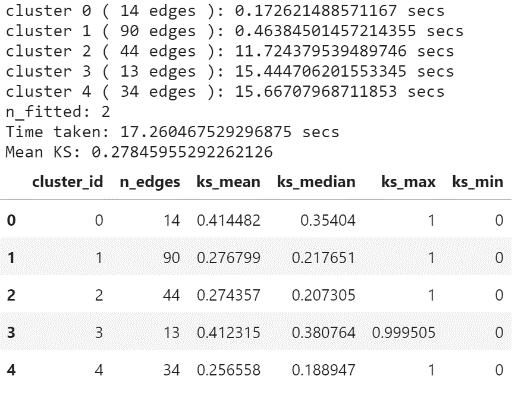 cluster 0 ( 14 edges ): 0.172621488571167 secs
cluster 1 ( 90 edges ): 0.46384501457214355 secs
cluster 2 ( 44 edges ): 11.724379539489746 secs
cluster 3 ( 13 edges ): 15.444706201553345 secs
cluster 4 ( 34 edges ): 15.66707968711853 secs
n_fitted: 2
Time taken: 17.260467529296875 secs
Mean KS: 0.27845955292262126
cluster_id n_edges ks_mean ks_median ks_max ks_min
0 0 14 0.414482 0.35404 1 0
1 1 90 0.276799 0.217651 1 0
2 2 44 0.274357 0.207305 1 0
3 3 13 0.412315 0.380764 0.999505 0
4 4 34 0.256558 0.188947 1 0